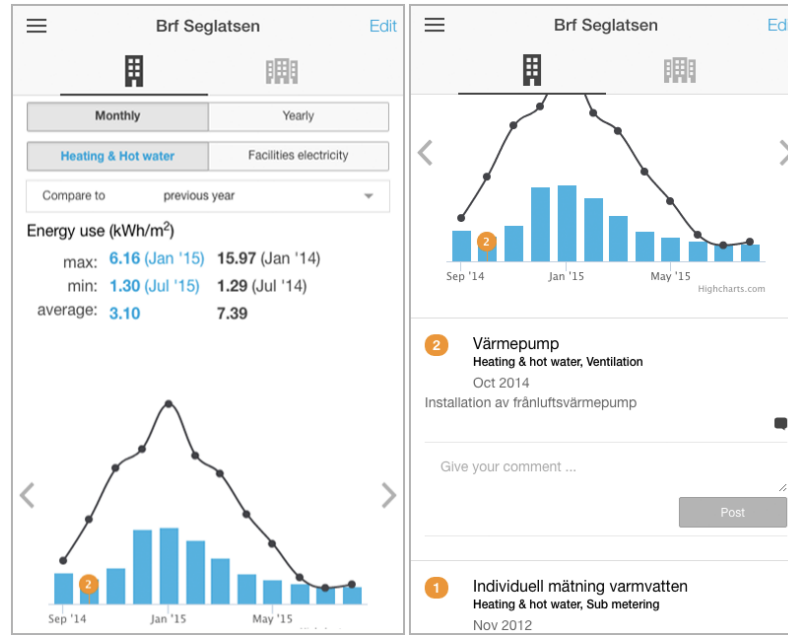 Brf Seglatsen
Edit
Monthly
Yearly
Heating & Hot water
Facilities electricity
Compare to
previous year
Energy use (kWh/m²)
max: 6.16 (Jan '15) 15.97 (Jan '14)
min: 1.30 (Jul '15) 1.29 (Jul '14)
average: 3.10 7.39
2
Sep '14
Jan '15
May '15
Brf Seglatsen
Edi
2
Sep '14
Jan '15
May '15
Highcharts.com
2
Värmepump
Heating & hot water, Ventilation
Oct 2014
Installation av frånluftsvärmepump
Give your comment ...
Post
1
Individuell mätning varmvatten
Heating & hot water, Sub metering
Nov 2012